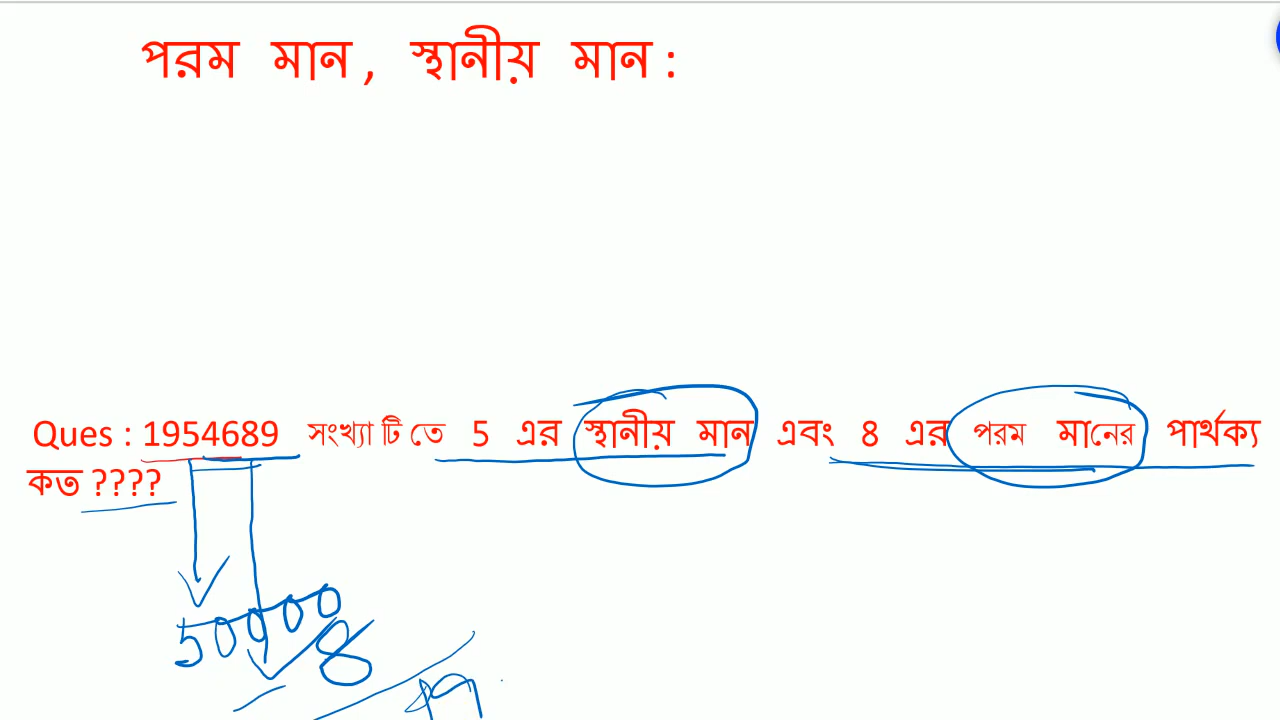 পরম মান, স্থানীয় মান :
Ques : 1954689 সংখ্যা টি তে 5 এর স্থানীয় মান এবং 8 এর পরম মানের পার্থক্য
কত ????
50000
8